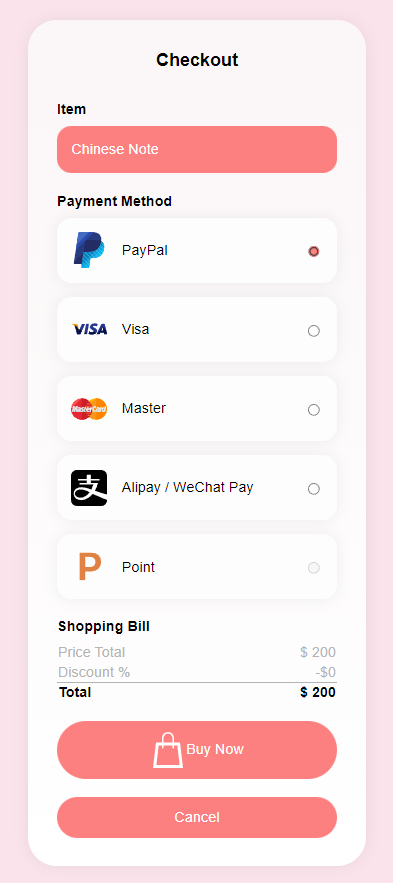 Checkout
Item
Chinese Note
Payment Method
PayPal
VISA Visa
MasterCard Master
支 Alipay / WeChat Pay
P Point
Shopping Bill
Price Total $ 200
Discount % -$0
Total $ 200
Buy Now
Cancel